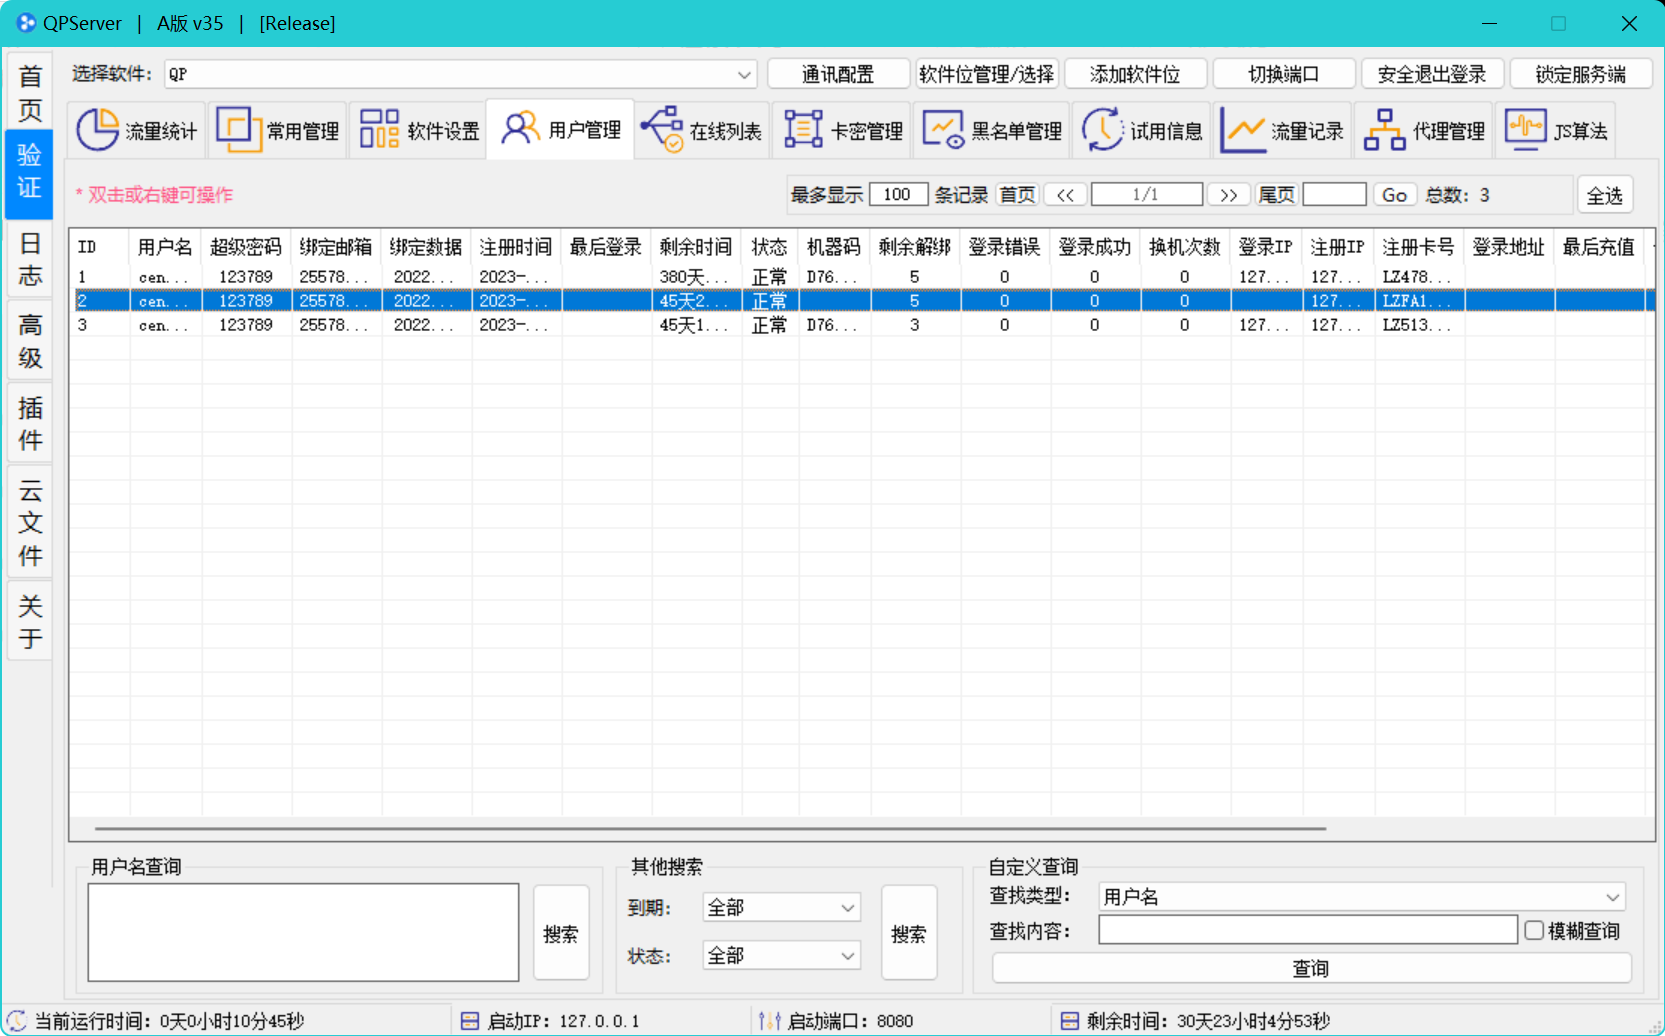 QPServer | A版 v35 | [Release]
首页
验证
日志
高级
插件
云文件
关于
选择软件: QP 通讯配置 软件位管理/选择 添加软件位 切换端口 安全退出登录 锁定服务端
流量统计 常用管理 软件设置 用户管理 在线列表 卡密管理 黑名单管理 试用信息 流量记录 代理管理 JS算法
* 双击或右键可操作 最多显示 100 条记录 首页 << 1/1 >> 尾页 Go 总数: 3 全选
ID 用户名 超级密码 绑定邮箱 绑定数据 注册时间 最后登录 剩余时间 状态 机器码 剩余解绑 登录错误 登录成功 换机次数 登录IP 注册IP 注册卡号 登录地址 最后充值
1 cen... 123789 25578... 2022... 2023-... 380天... 正常 D76... 5 0 0 0 127... 127... LZ478...
2 cen... 123789 25578... 2022... 2023-... 45天2... 正常 5 0 0 0 127... LZFA1...
3 cen... 123789 25578... 2022... 2023-... 45天1... 正常 D76... 3 0 0 0 127... 127... LZ513...
用户名查询
搜索
其他搜索
到期: 全部
状态: 全部
搜索
自定义查询
查找类型: 用户名
查找内容: 模糊查询
查询
当前运行时间: 0天0小时10分45秒 启动IP: 127.0.0.1 启动端口: 8080 剩余时间: 30天23小时4分53秒